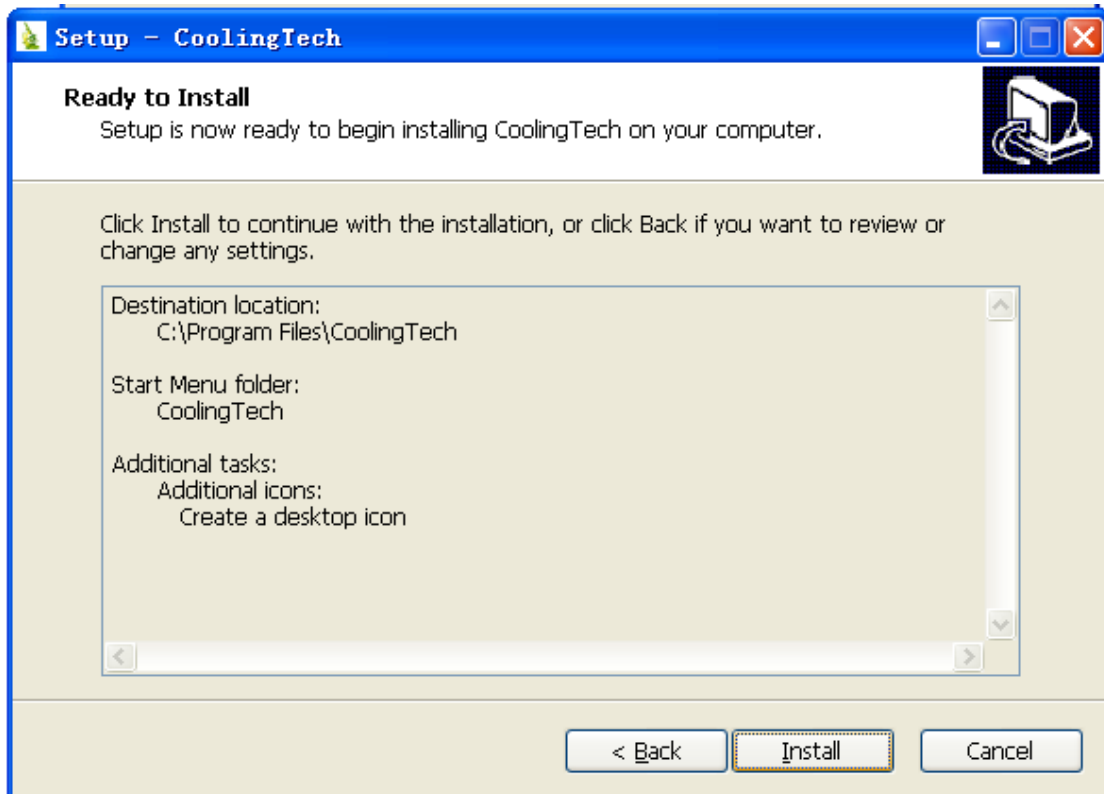 Setup - CoolingTech
Ready to Install
Setup is now ready to begin installing CoolingTech on your computer.
Click Install to continue with the installation, or click Back if you want to review or
change any settings.
Destination location:
C:\Program Files\CoolingTech
Start Menu folder:
CoolingTech
Additional tasks:
Additional icons:
Create a desktop icon
< Back
Install
Cancel